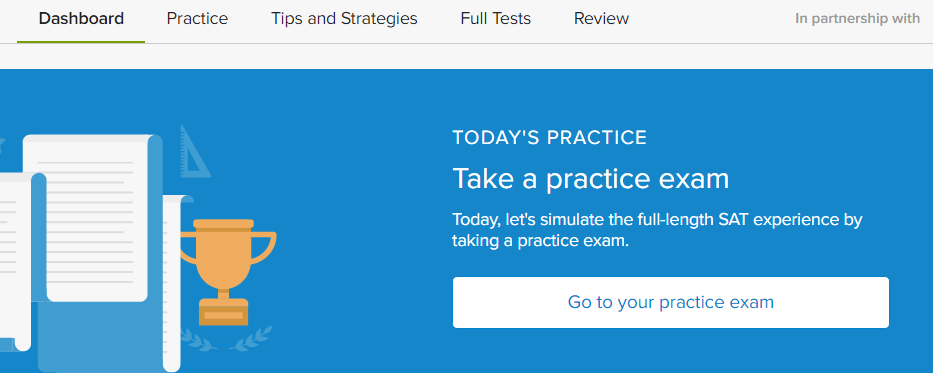 Dashboard Practice Tips and Strategies Full Tests Review In partnership with
TODAY'S PRACTICE
Take a practice exam
Today, let's simulate the full-length SAT experience by
taking a practice exam.
Go to your practice exam